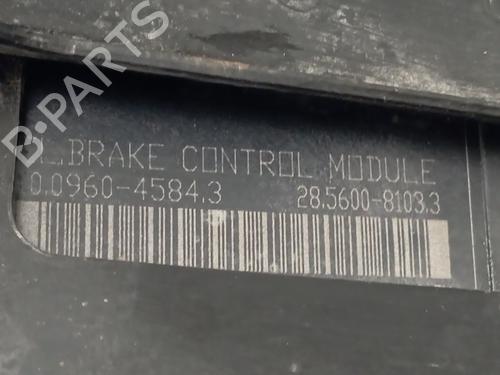 B-PARTS
BRAKE CONTROL MODULE
0.0960-4584.3 28.5600-8103.3